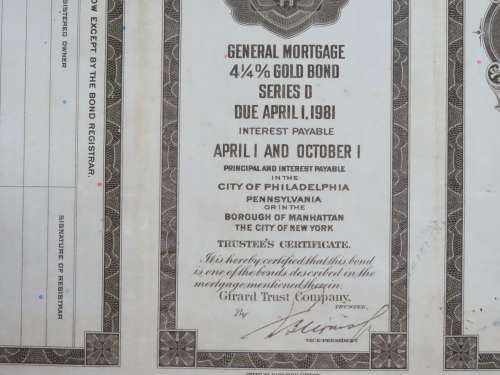 GENERAL MORTGAGE
4¼% GOLD BOND
SERIES D
DUE APRIL 1, 1981
INTEREST PAYABLE
APRIL 1 AND OCTOBER 1
PRINCIPAL AND INTEREST PAYABLE
IN THE
CITY OF PHILADELPHIA
PENNSYLVANIA
OR IN THE
BOROUGH OF MANHATTAN
THE CITY OF NEW YORK
TRUSTEE'S CERTIFICATE.
It is hereby certified that this bond
is one of the bonds described in the
mortgage mentioned therein.
Girard Trust Company,
TRUSTEE,
By
VICE-PRESIDENT
OW EXCEPT BY THE BOND REGISTRAR.
GISTERED OWNER
SIGNATURE OF REGISTRAR